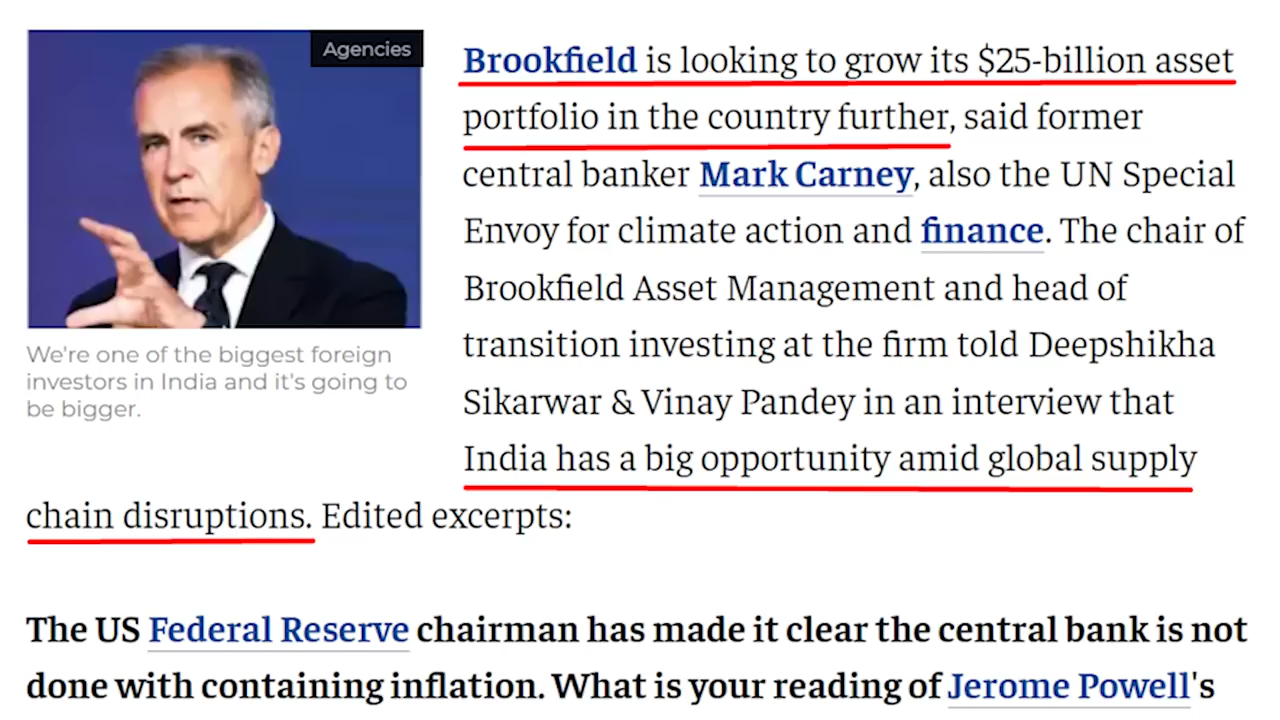 Agencies
We're one of the biggest foreign
investors in India and it's going to
be bigger.
Brookfield is looking to grow its $25-billion asset
portfolio in the country further, said former
central banker Mark Carney, also the UN Special
Envoy for climate action and finance. The chair of
Brookfield Asset Management and head of
transition investing at the firm told Deepshikha
Sikarwar & Vinay Pandey in an interview that
India has a big opportunity amid global supply
chain disruptions. Edited excerpts:
The US Federal Reserve chairman has made it clear the central bank is not
done with containing inflation. What is your reading of Jerome Powell's